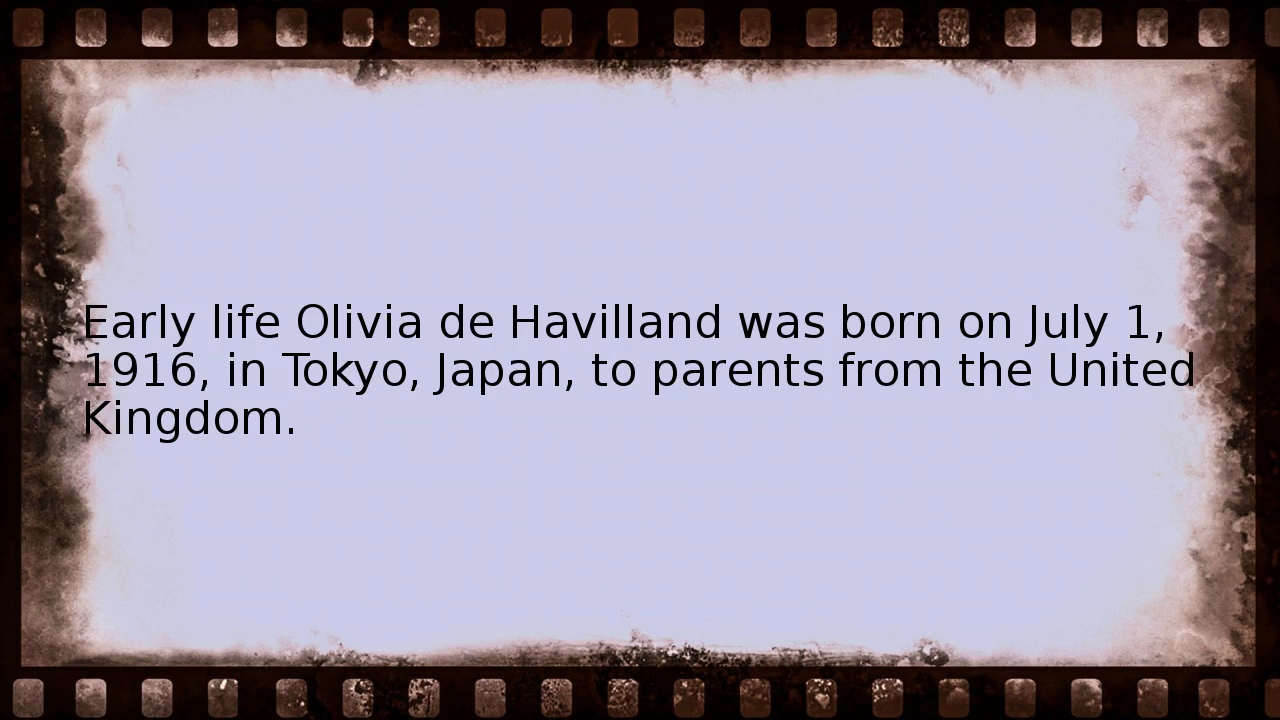 Early life Olivia de Havilland was born on July 1,
1916, in Tokyo, Japan, to parents from the United
Kingdom.